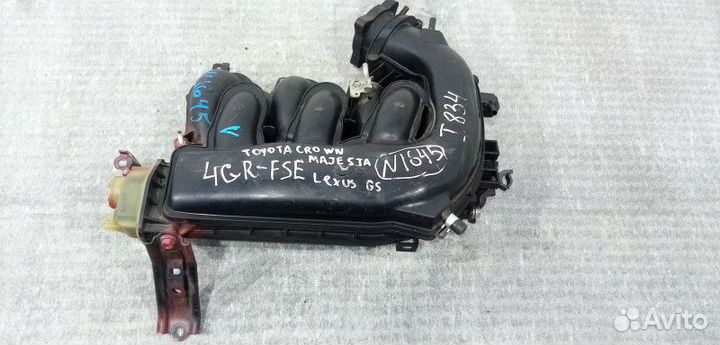 N1645
V
TOYOTA CROWN
MAJESTA
4GR-FSE
Lexus GS
N1645
T834
Avito